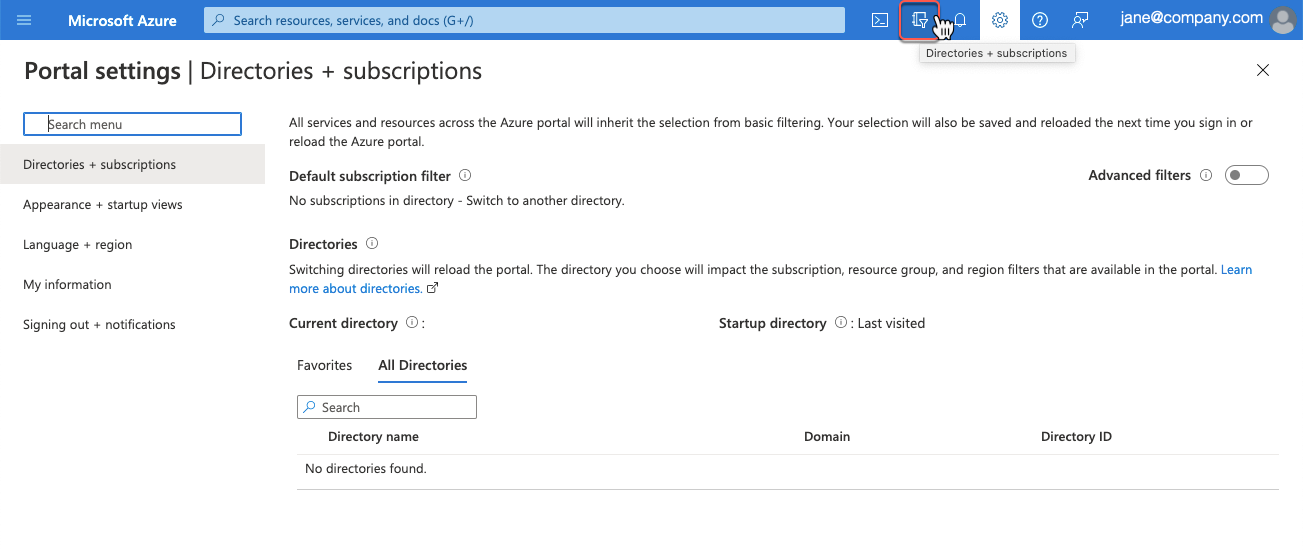 Microsoft Azure
Search resources, services, and docs (G+/)
jane@company.com
Directories + subscriptions
Portal settings | Directories + subscriptions
Search menu
Directories + subscriptions
Appearance + startup views
Language + region
My information
Signing out + notifications
All services and resources across the Azure portal will inherit the selection from basic filtering. Your selection will also be saved and reloaded the next time you sign in or
reload the Azure portal.
Default subscription filter
Advanced filters
No subscriptions in directory - Switch to another directory.
Directories
Switching directories will reload the portal. The directory you choose will impact the subscription, resource group, and region filters that are available in the portal. Learn
more about directories.
Current directory :
Startup directory : Last visited
Favorites
All Directories
Search
Directory name Domain Directory ID
No directories found.